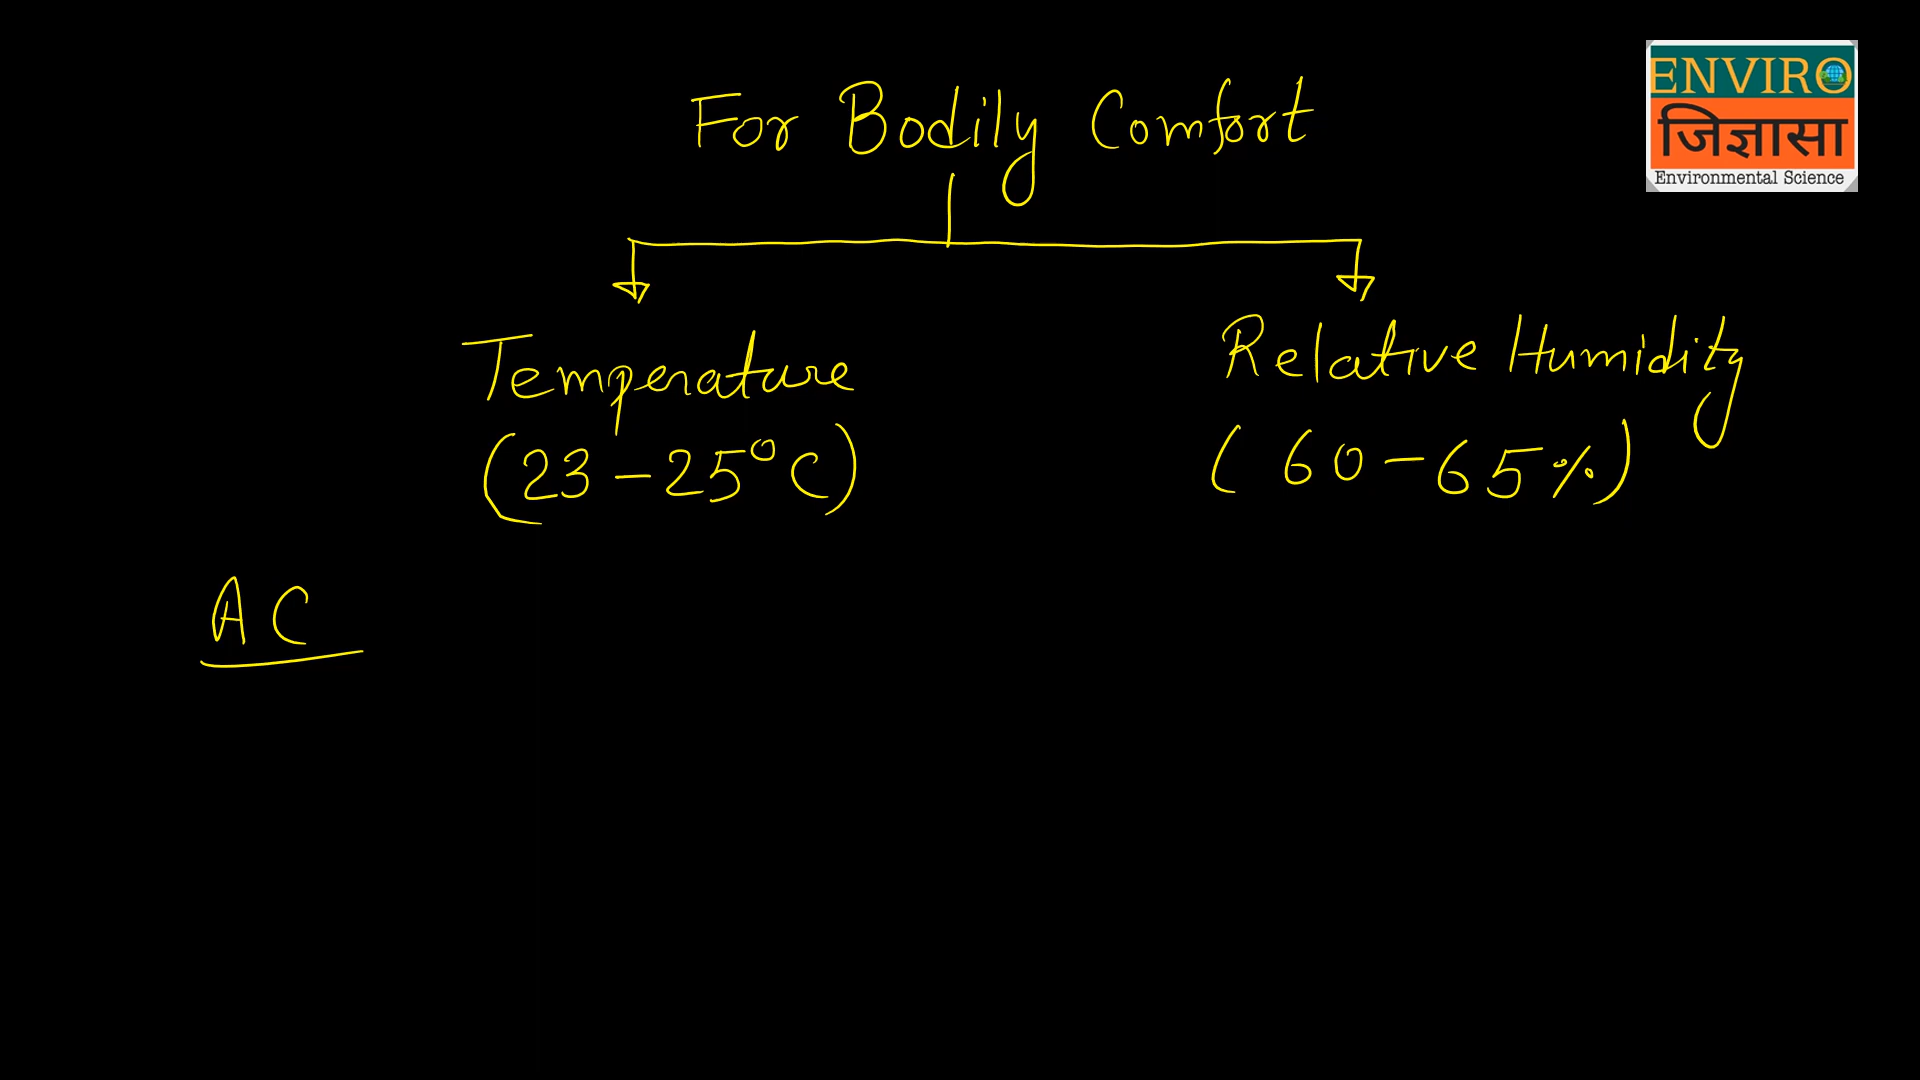 For Bodily Comfort
ENVIRO
जिज्ञासा
Environmental Science
Temperature
(23-25°C)
Relative Humidity
(60-65%)
AC